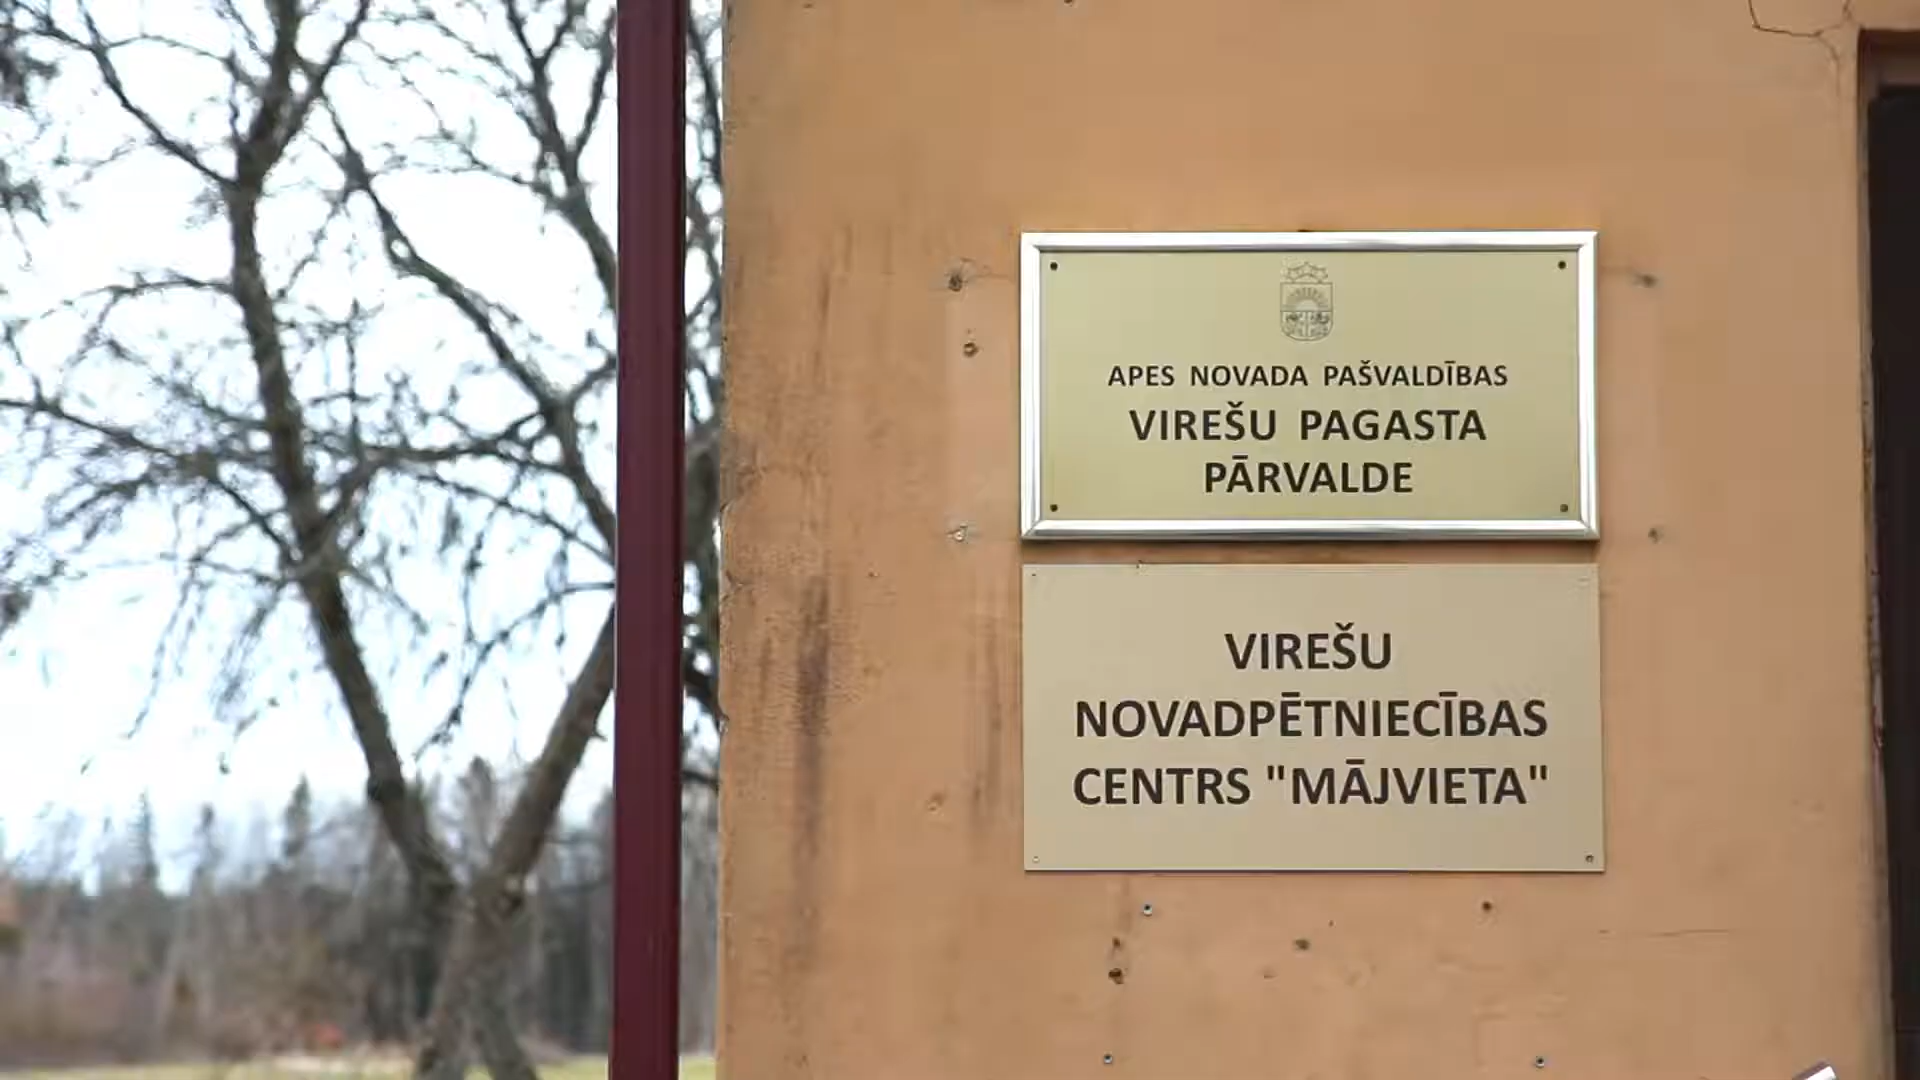 APES NOVADA PAŠVALDĪBAS
VIREŠU PAGASTA
PĀRVALDE
VIREŠU
NOVADPĒTNIECĪBAS
CENTRS "MĀJVIETA"